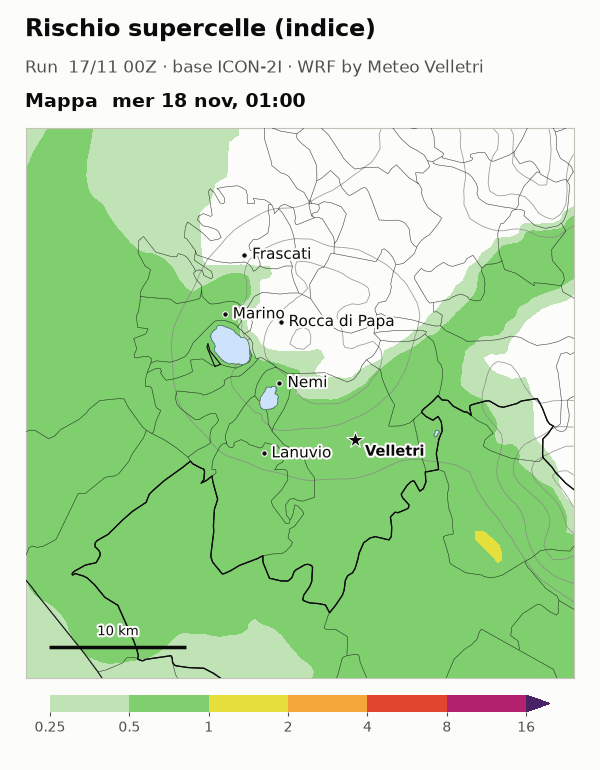 Rischio supercelle (indice)
Run  17/11 00Z · base ICON-2I · WRF by Meteo Velletri
Mappa  mer 18 nov, 01:00
Frascati
Marino
Rocca di Papa
Nemi
Velletri
Lanuvio
10 km
0.25 0.5 1 2 4 8 16